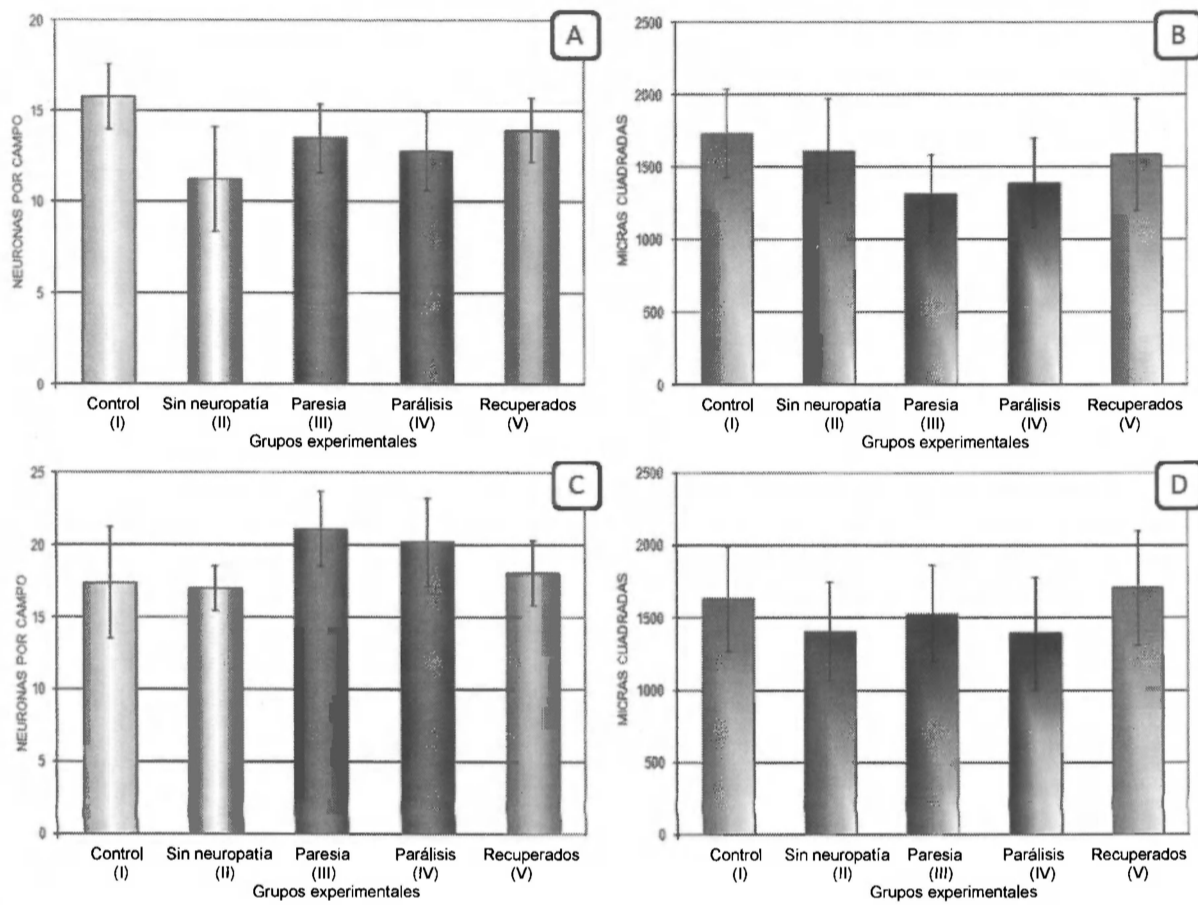 A
NEURONAS POR CAMPO
20
15
10
5
0
Control Sin neuropatía Paresia Parálisis Recuperados
(I) (II) (III) (IV) (V)
Grupos experimentales
B
MICRAS CUADRADAS
2500
2000
1500
1000
500
0
Control Sin neuropatía Paresia Parálisis Recuperados
(I) (II) (III) (IV) (V)
Grupos experimentales
C
NEURONAS POR CAMPO
25
20
15
10
5
0
Control Sin neuropatía Paresia Parálisis Recuperados
(I) (II) (III) (IV) (V)
Grupos experimentales
D
MICRAS CUADRADAS
2500
2000
1500
1000
500
0
Control Sin neuropatía Paresia Parálisis Recuperados
(I) (II) (III) (IV) (V)
Grupos experimentales